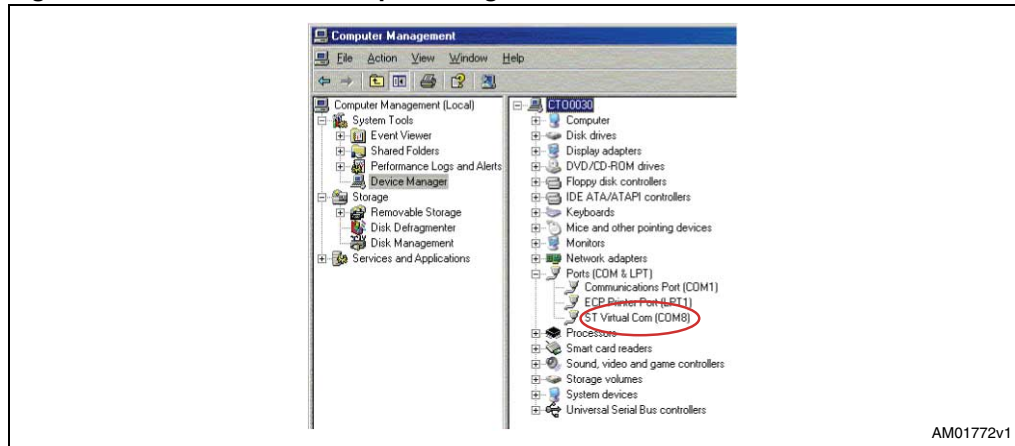 Computer Management
File Action View Window Help
Computer Management (Local)
System Tools
Event Viewer
Shared Folders
Performance Logs and Alerts
Device Manager
Storage
Removable Storage
Disk Defragmenter
Disk Management
Services and Applications
CTO0030
Computer
Disk drives
Display adapters
DVD/CD-ROM drives
Floppy disk controllers
IDE ATA/ATAPI controllers
Keyboards
Mice and other pointing devices
Monitors
Network adapters
Ports (COM & LPT)
Communications Port (COM1)
ECP Printer Port (LPT1)
ST Virtual Com (COM8)
Processors
Smart card readers
Sound, video and game controllers
Storage volumes
System devices
Universal Serial Bus controllers
AM01772v1